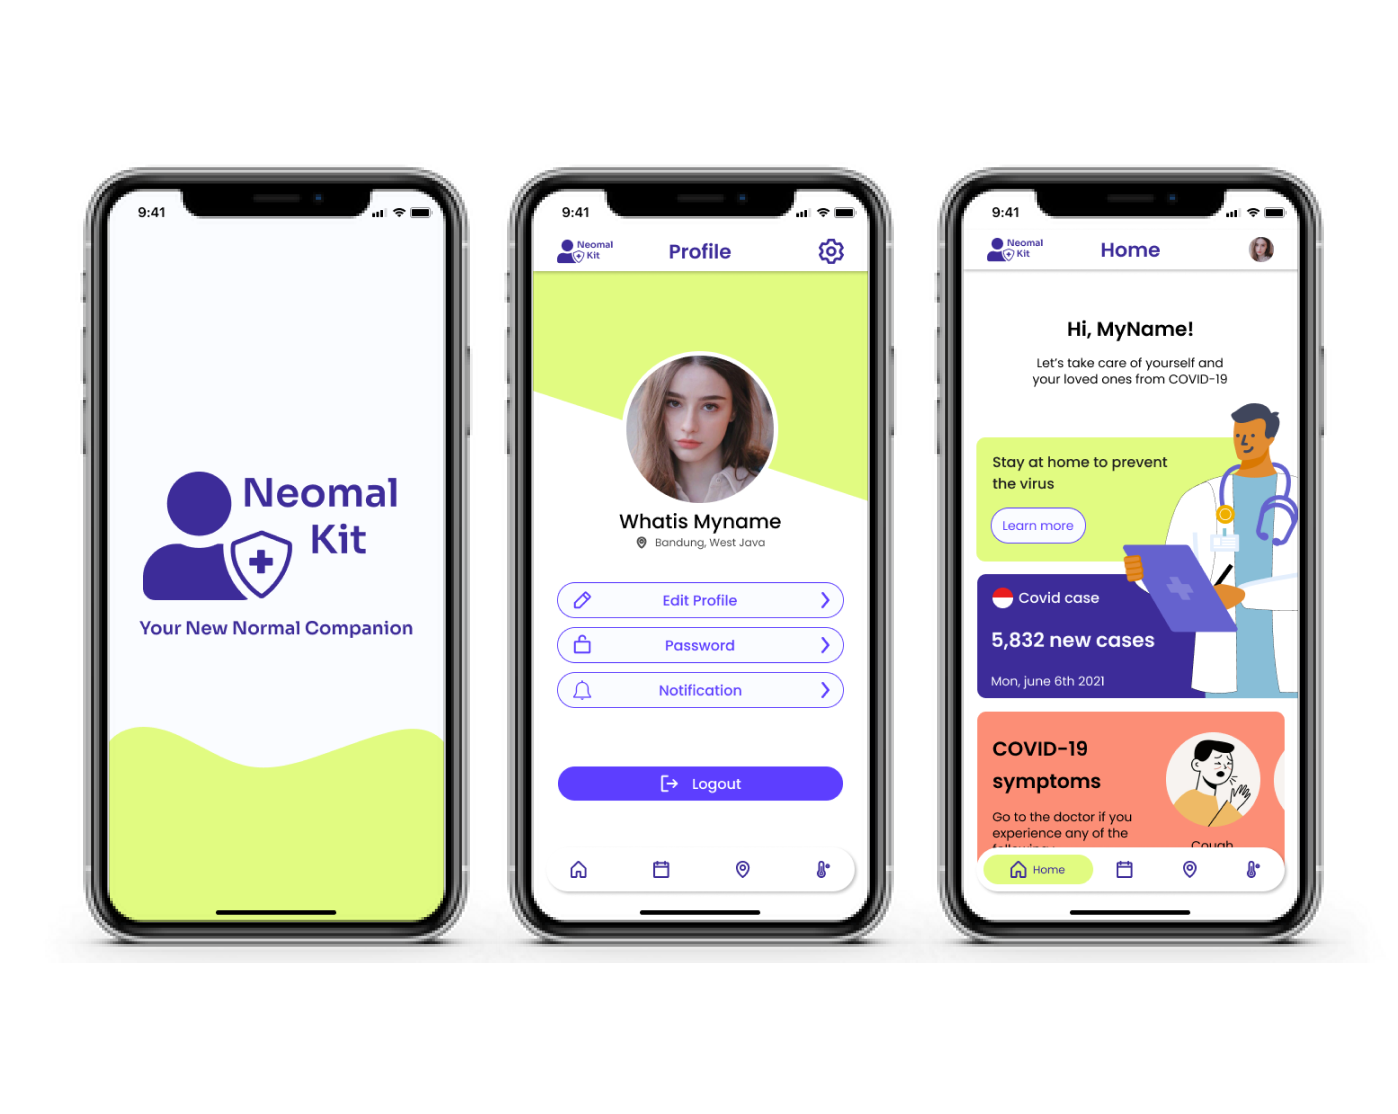 9:41
Neomal
Kit
Your New Normal Companion
9:41
Neomal
Kit
Profile
Whatis Myname
Bandung, West Java
Edit Profile
Password
Notification
Logout
9:41
Neomal
Kit
Home
Hi, MyName!
Let's take care of yourself and
your loved ones from COVID-19
Stay at home to prevent
the virus
Learn more
Covid case
5,832 new cases
Mon, june 6th 2021
COVID-19
symptoms
Go to the doctor if you
experience any of the
following
Cough
Home